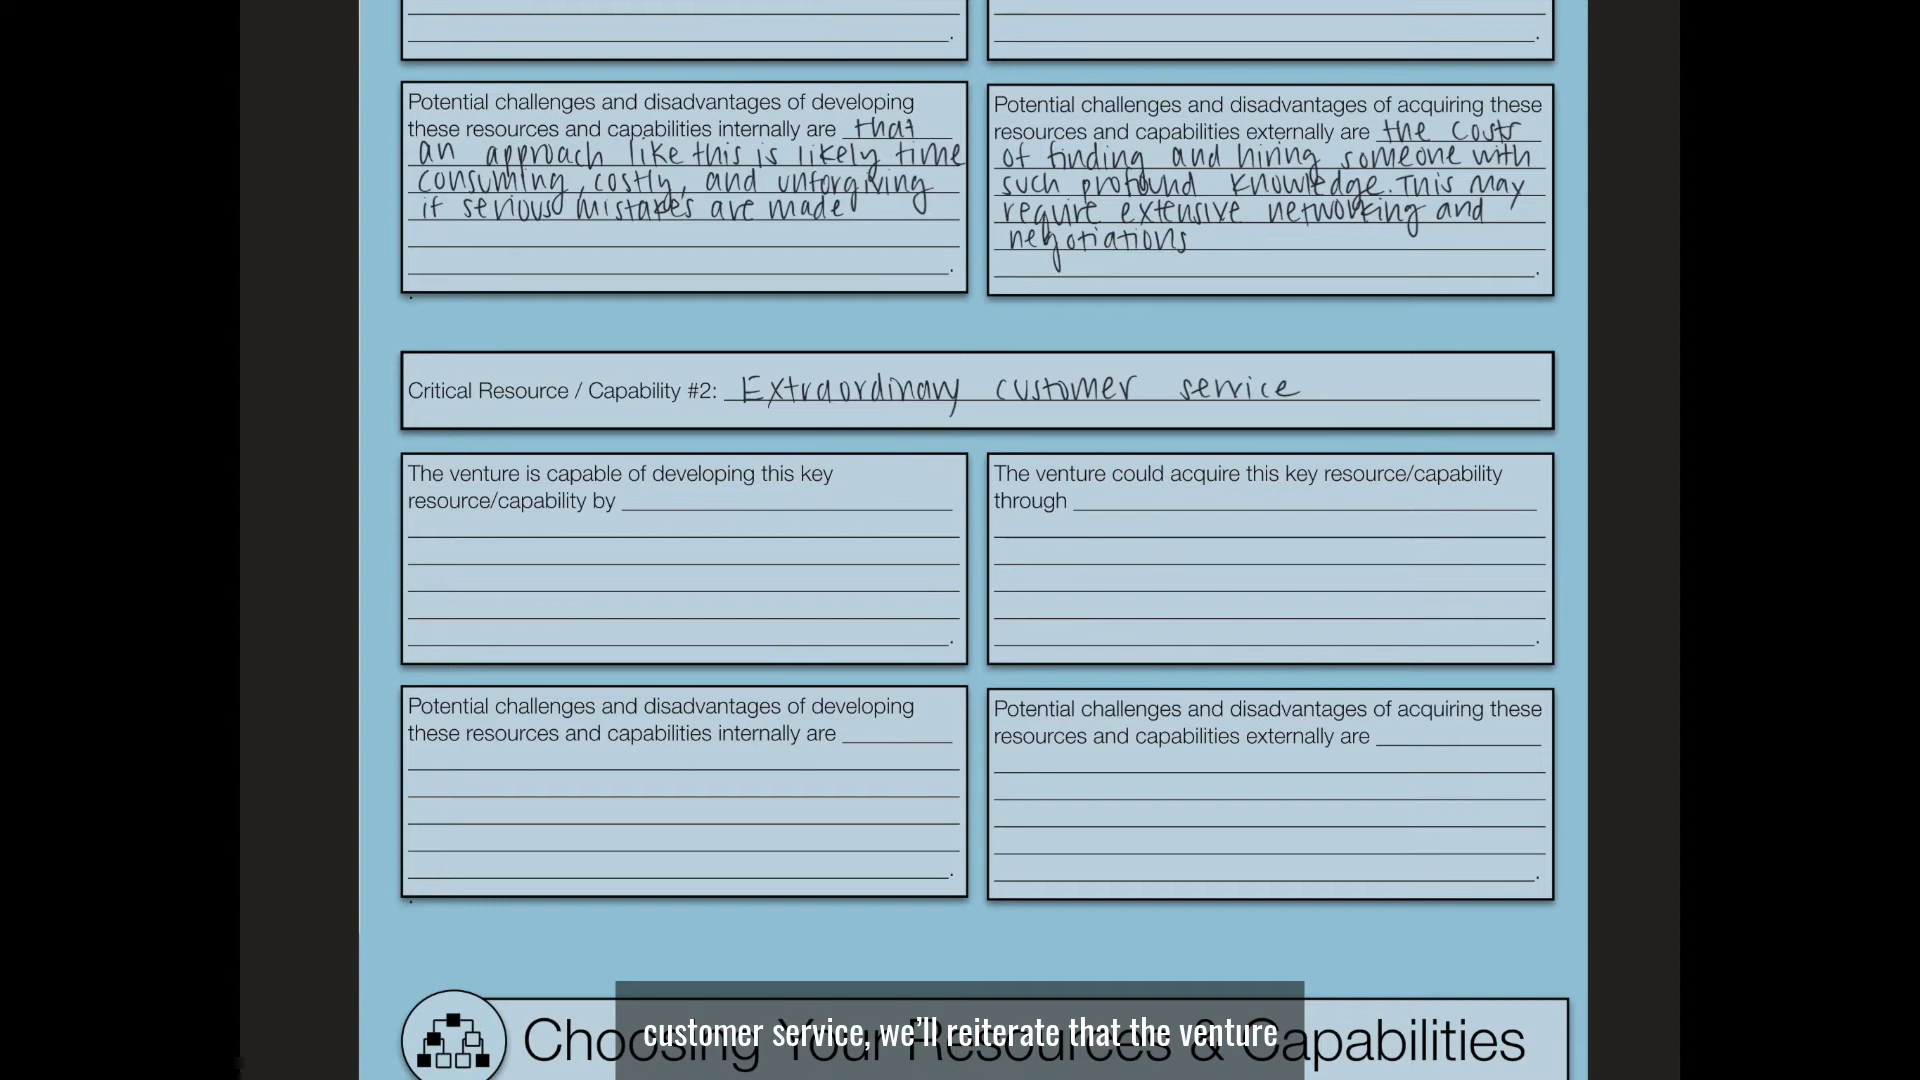 Potential challenges and disadvantages of developing
these resources and capabilities internally are that
an approach like this is likely time
consuming, costly, and unforgiving
if serious mistakes are made
.
Potential challenges and disadvantages of acquiring these
resources and capabilities externally are the costs
of finding and hiring someone with
such profound knowledge. This may
require extensive networking and
negotiations
.
Critical Resource / Capability #2: Extraordinary customer service
The venture is capable of developing this key
resource/capability by
.
The venture could acquire this key resource/capability
through
.
Potential challenges and disadvantages of developing
these resources and capabilities internally are
.
Potential challenges and disadvantages of acquiring these
resources and capabilities externally are
.
Choosing Your Resources & Capabilities
customer service, we'll reiterate that the venture